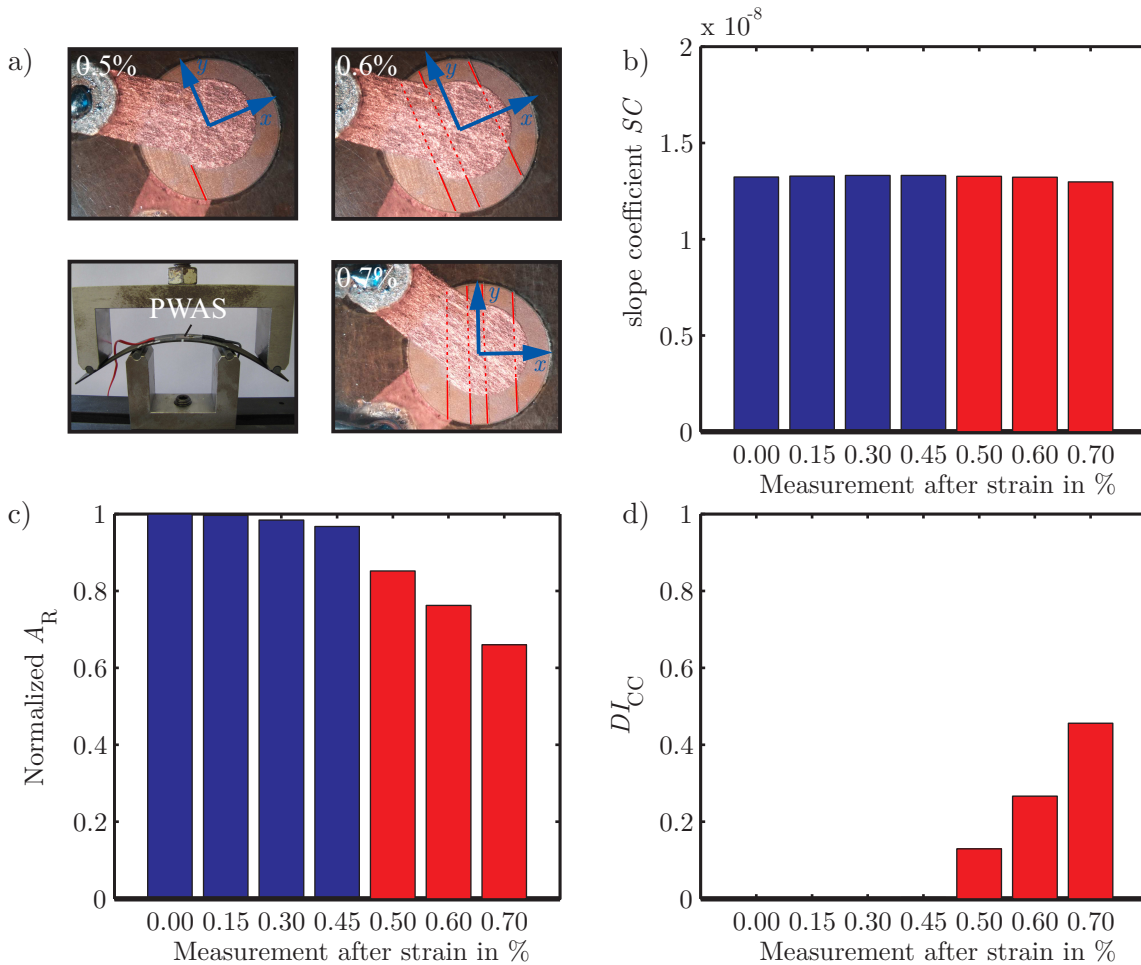 a)
0.5%
y
x
0.6%
y
x
PWAS
0.7%
y
x
b)
x 10-8
slope coefficient SC
2
1.5
1
0.5
0
0.00 0.15 0.30 0.45 0.50 0.60 0.70
Measurement after strain in %
c)
Normalized AR
1
0.8
0.6
0.4
0.2
0
0.00 0.15 0.30 0.45 0.50 0.60 0.70
Measurement after strain in %
d)
DICC
1
0.8
0.6
0.4
0.2
0
0.00 0.15 0.30 0.45 0.50 0.60 0.70
Measurement after strain in %